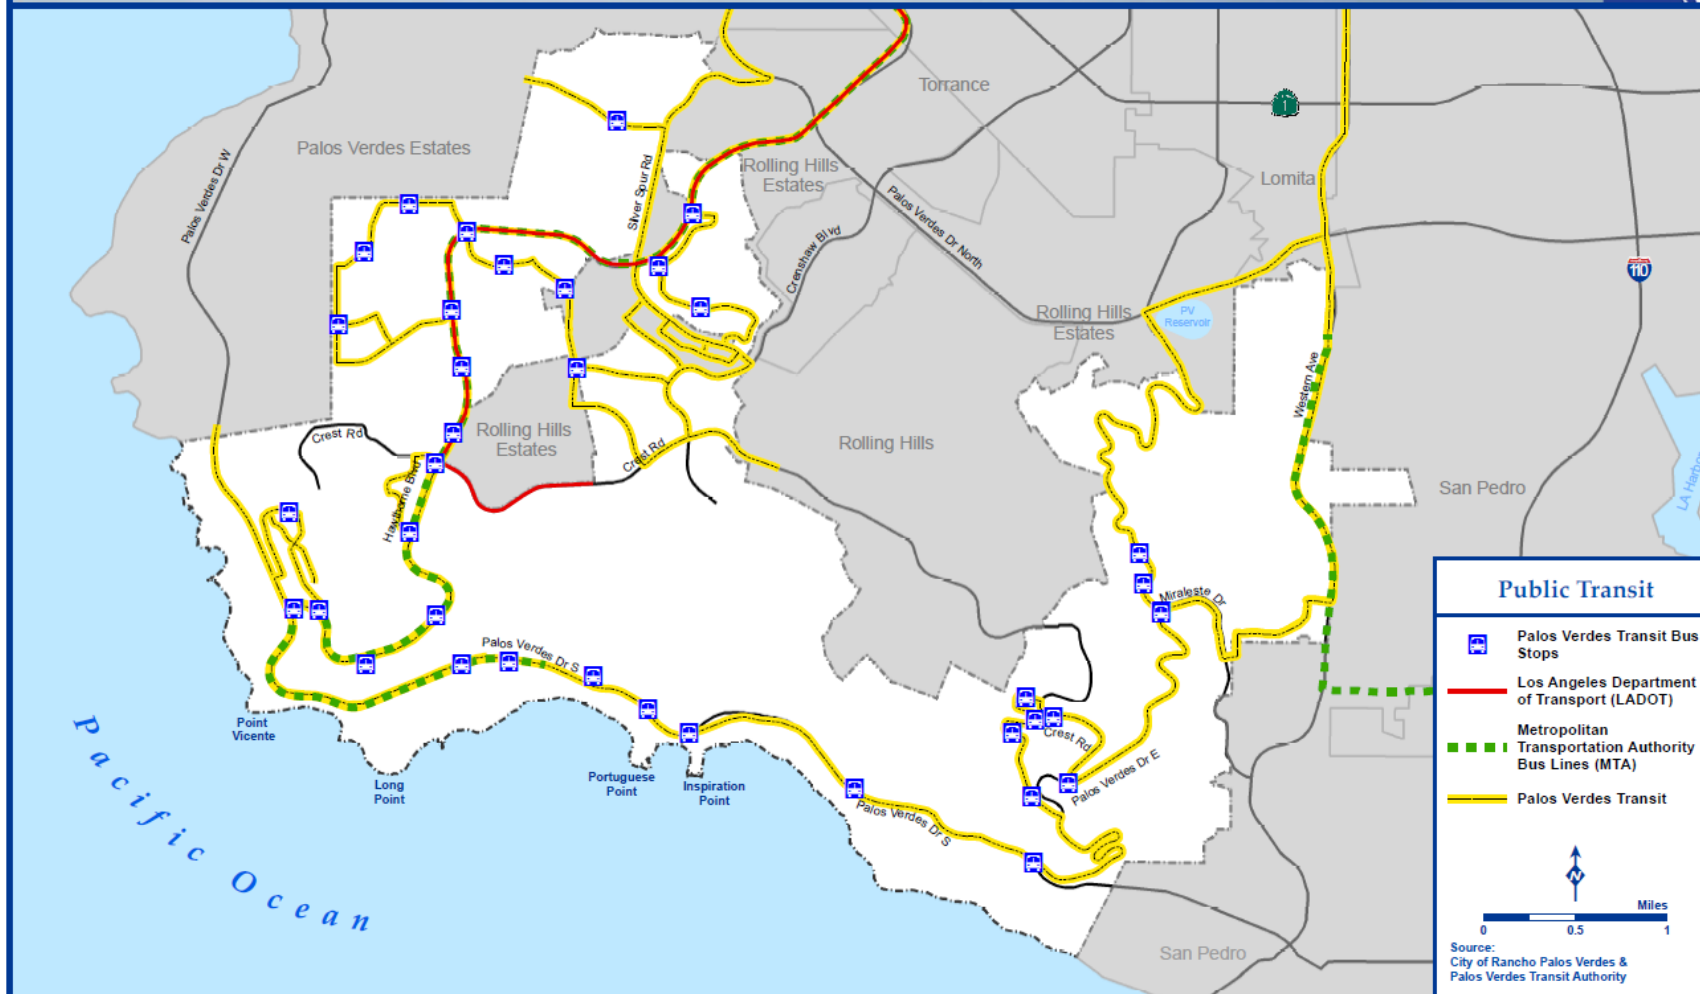 Torrance
1
Palos Verdes Estates
Palos Verdes Dr W
Silver Spur Rd
Rolling Hills
Estates
Lomita
Palos Verdes Dr North
Crenshaw Blvd
110
PV
Reservoir
Rolling Hills
Estates
Western Ave
Rolling Hills
Estates
Crest Rd
Crest Rd
Rolling Hills
Hawthorne Blvd
San Pedro
LA Harbor
Miraleste Dr
Palos Verdes Dr S
Point
Vicente
Long
Point
Portuguese
Point
Inspiration
Point
Crest Rd
Palos Verdes Dr E
Palos Verdes Dr S
Pacific Ocean
San Pedro
Public Transit
Palos Verdes Transit Bus
Stops
Los Angeles Department
of Transport (LADOT)
Metropolitan
Transportation Authority
Bus Lines (MTA)
Palos Verdes Transit
N
Miles
0 0.5 1
Source:
City of Rancho Palos Verdes &
Palos Verdes Transit Authority